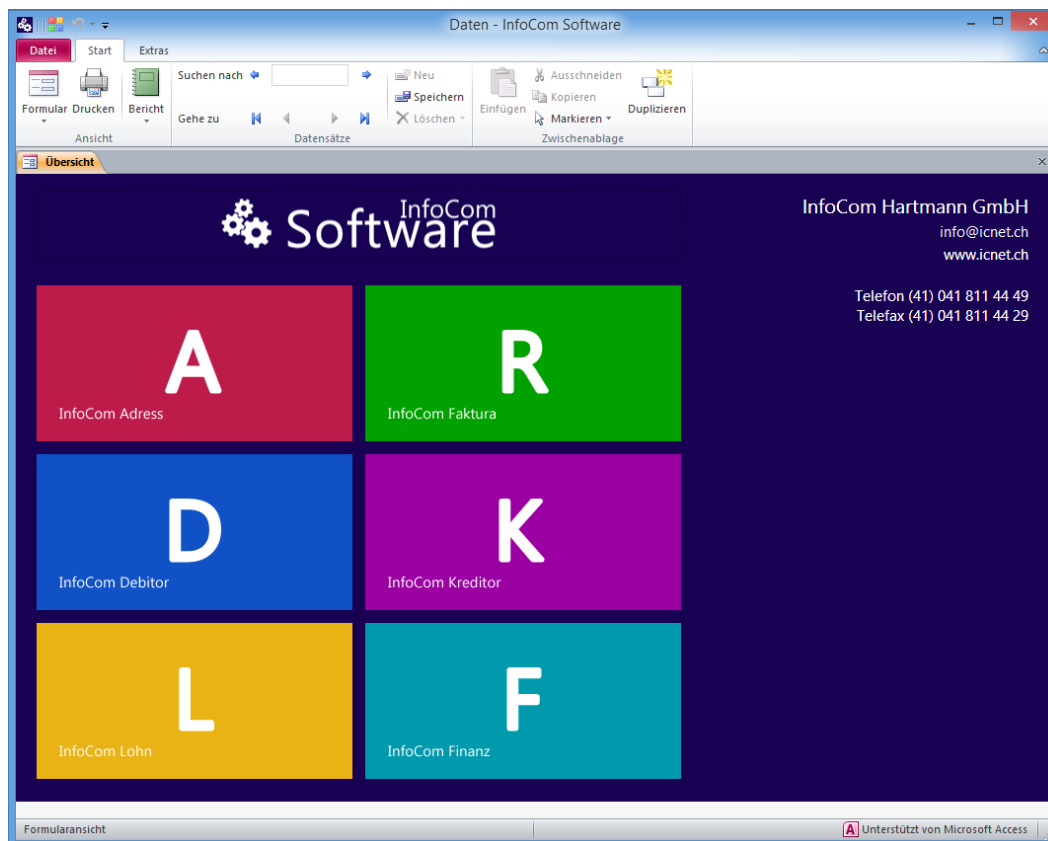 Daten - InfoCom Software
Datei Start Extras
Suchen nach
Neu
Ausschneiden
Speichern
Kopieren
Formular Drucken Bericht
Einfügen
Duplizieren
Gehe zu
Löschen
Markieren
Ansicht Datensätze Zwischenablage
Übersicht
InfoCom
Software
InfoCom Hartmann GmbH
info@icnet.ch
www.icnet.ch
Telefon (41) 041 811 44 49
Telefax (41) 041 811 44 29
A
InfoCom Adress
R
InfoCom Faktura
D
InfoCom Debitor
K
InfoCom Kreditor
L
InfoCom Lohn
F
InfoCom Finanz
Formularansicht
A Unterstützt von Microsoft Access